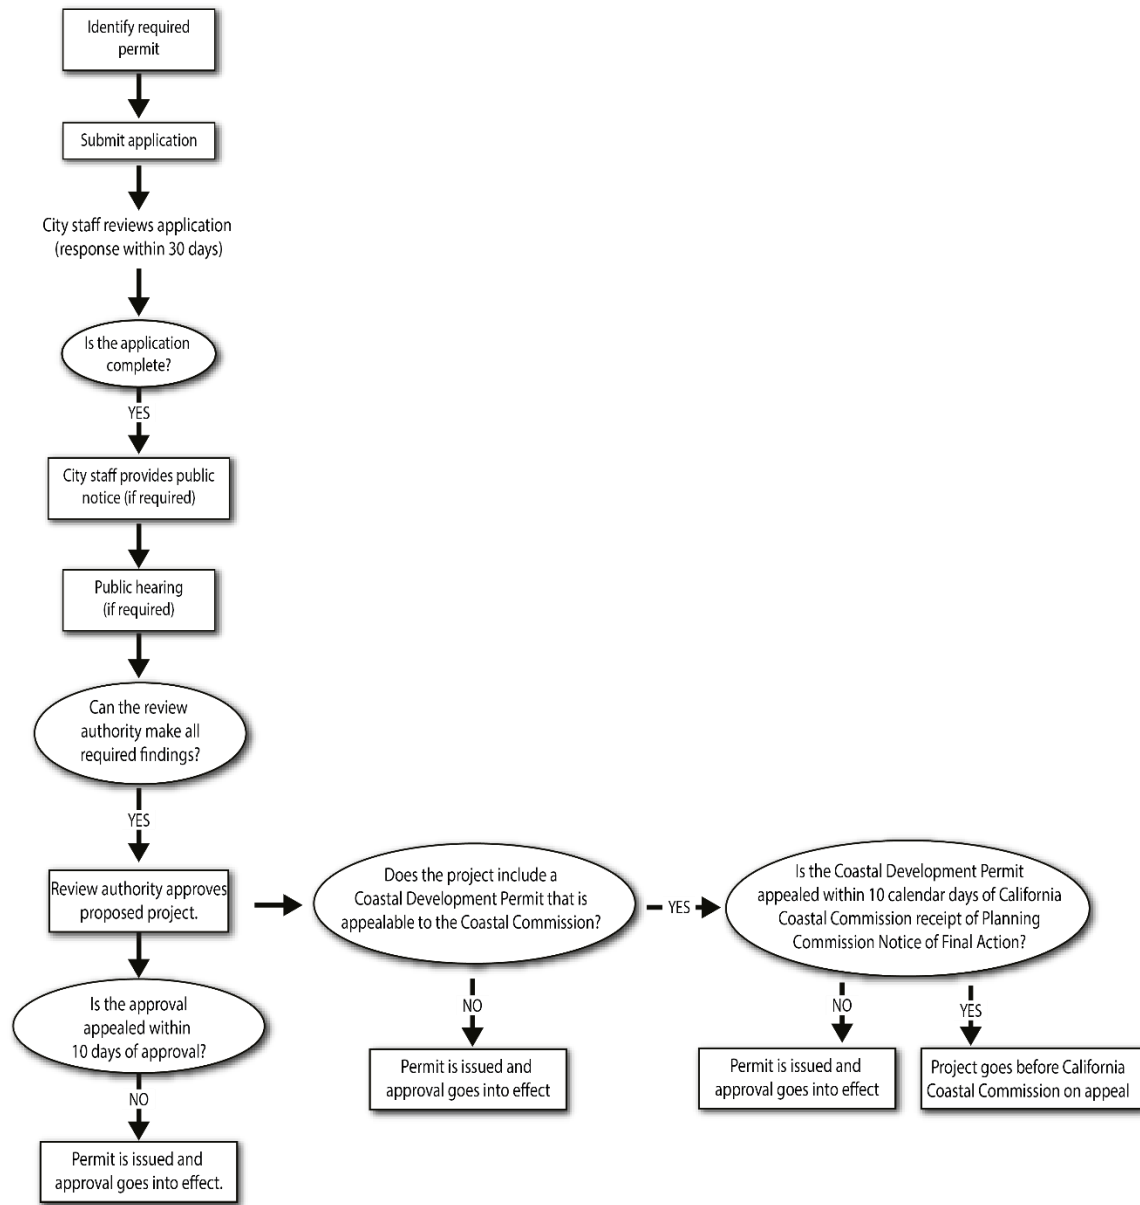 Identify required
permit
Submit application
City staff reviews application
(response within 30 days)
Is the application
complete?
YES
City staff provides public
notice (if required)
Public hearing
(if required)
Can the review
authority make all
required findings?
YES
Review authority approves
proposed project.
Is the approval
appealed within
10 days of approval?
NO
Permit is issued and
approval goes into effect.
Does the project include a
Coastal Development Permit that is
appealable to the Coastal Commission?
NO
Permit is issued and
approval goes into effect
YES
Is the Coastal Development Permit
appealed within 10 calendar days of California
Coastal Commission receipt of Planning
Commission Notice of Final Action?
NO
Permit is issued and
approval goes into effect
YES
Project goes before California
Coastal Commission on appeal